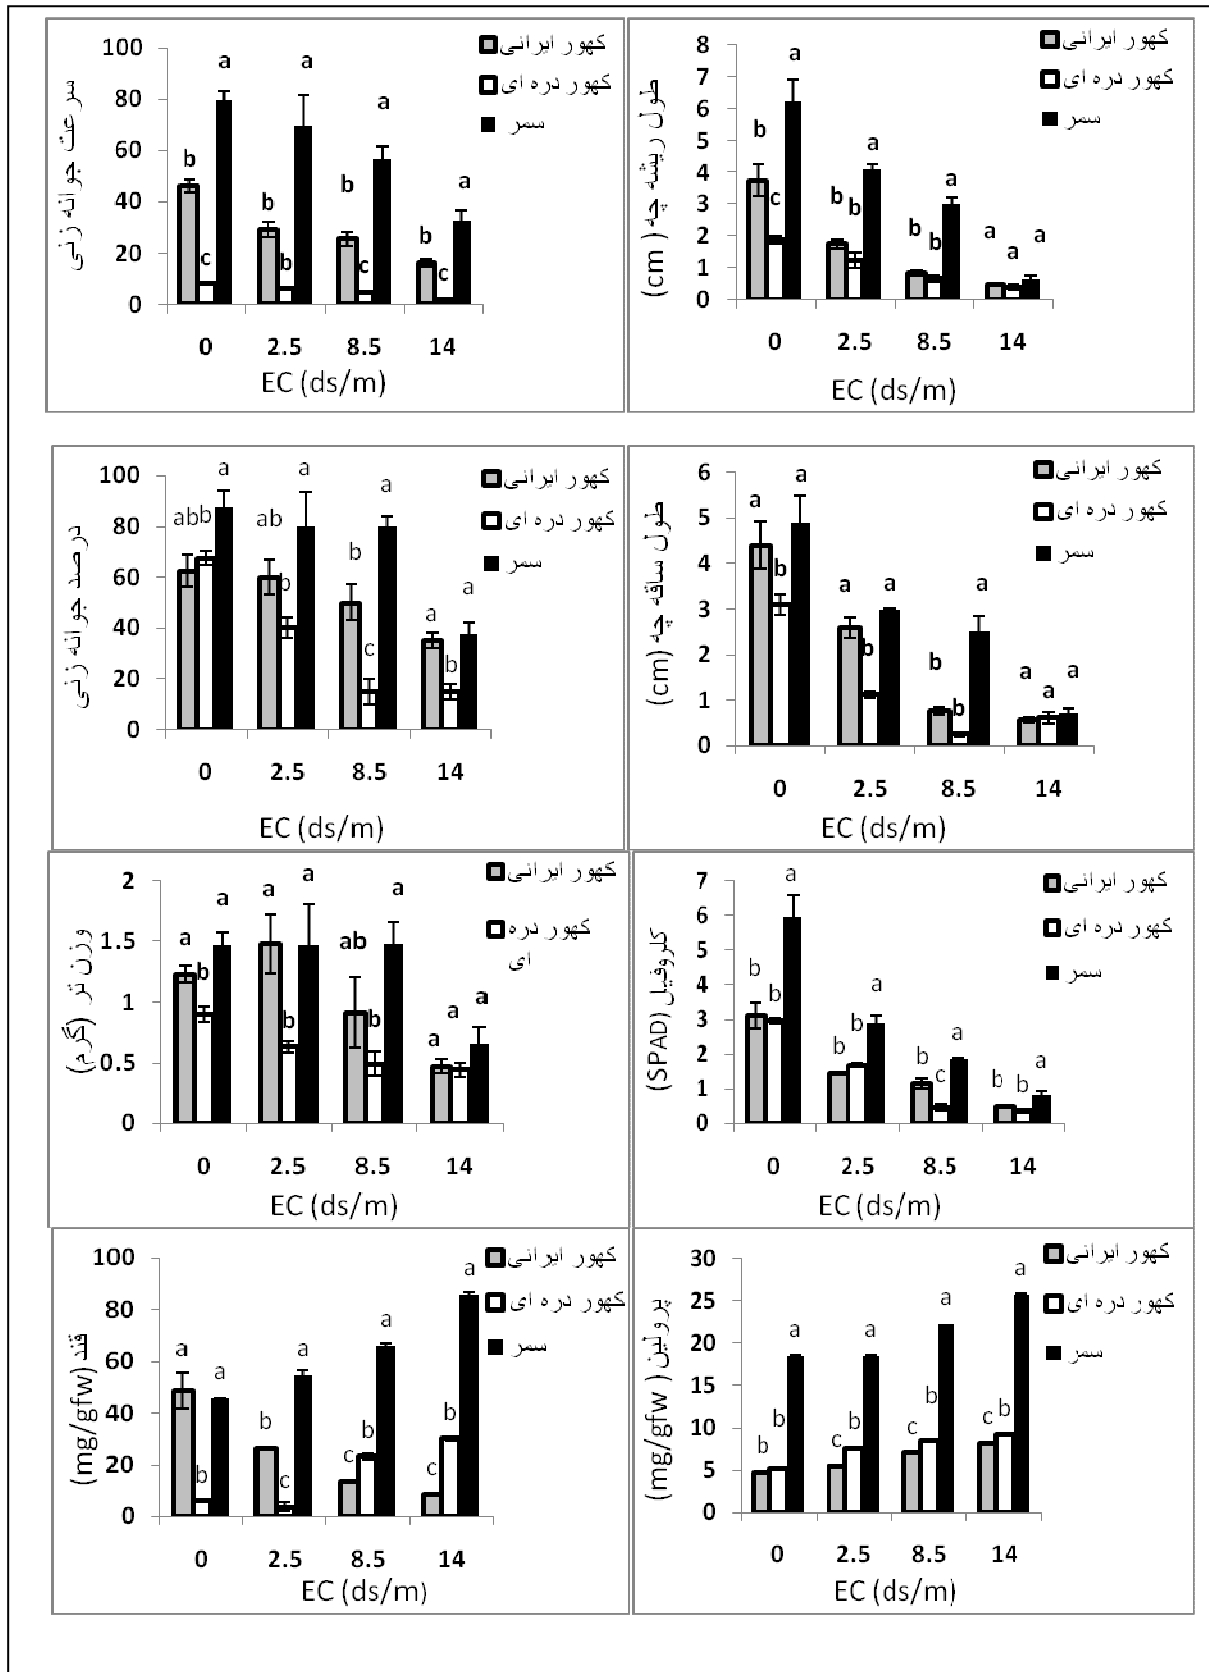 سرعت جوانه زنی
100
80
60
40
20
0
a a a a
b b b b
c b c c
0 2.5 8.5 14
EC (ds/m)
کهور ایرانی
کهور دره ای
سمر
طول ریشه چه ( cm)
8
7
6
5
4
3
2
1
0
b c a
b b a
b b a
a a a
0 2.5 8.5 14
EC (ds/m)
کهور ایرانی
کهور دره ای
سمر
درصد جوانه زنی
100
80
60
40
20
0
ab b a
ab b a
b c a
a b a
0 2.5 8.5 14
EC (ds/m)
کهور ایرانی
کهور دره ای
سمر
طول ساقه چه (cm)
6
5
4
3
2
1
0
a b a
a b a
b b a
a a a
0 2.5 8.5 14
EC (ds/m)
کهور ایرانی
کهور دره ای
سمر
وزن تر (گرم)
2
1.5
1
0.5
0
a b a
a b a
ab b a
a a a
0 2.5 8.5 14
EC (ds/m)
کهور ایرانی
کهور دره
ای
کلروفیل (SPAD)
7
6
5
4
3
2
1
0
b b a
b b a
b c a
b b a
0 2.5 8.5 14
EC (ds/m)
کهور ایرانی
کهور دره ای
سمر
قند (mg/gfw)
100
80
60
40
20
0
a b a
b c a
c b a
c b a
0 2.5 8.5 14
EC (ds/m)
کهور ایرانی
کهور دره ای
سمر
پرولین ( mg/gfw)
30
25
20
15
10
5
0
b b a
c b a
c b a
c b a
0 2.5 8.5 14
EC (ds/m)
کهور ایرانی
کهور دره ای
سمر